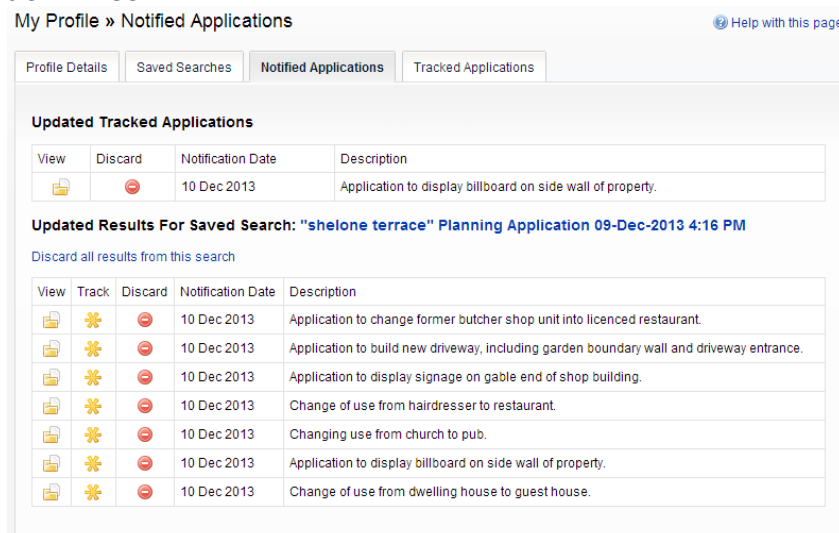 My Profile » Notified Applications
Help with this page
Profile Details Saved Searches Notified Applications Tracked Applications
Updated Tracked Applications
View Discard Notification Date Description
10 Dec 2013 Application to display billboard on side wall of property.
Updated Results For Saved Search: "shelone terrace" Planning Application 09-Dec-2013 4:16 PM
Discard all results from this search
View Track Discard Notification Date Description
10 Dec 2013 Application to change former butcher shop unit into licenced restaurant.
10 Dec 2013 Application to build new driveway, including garden boundary wall and driveway entrance.
10 Dec 2013 Application to display signage on gable end of shop building.
10 Dec 2013 Change of use from hairdresser to restaurant.
10 Dec 2013 Changing use from church to pub.
10 Dec 2013 Application to display billboard on side wall of property.
10 Dec 2013 Change of use from dwelling house to guest house.